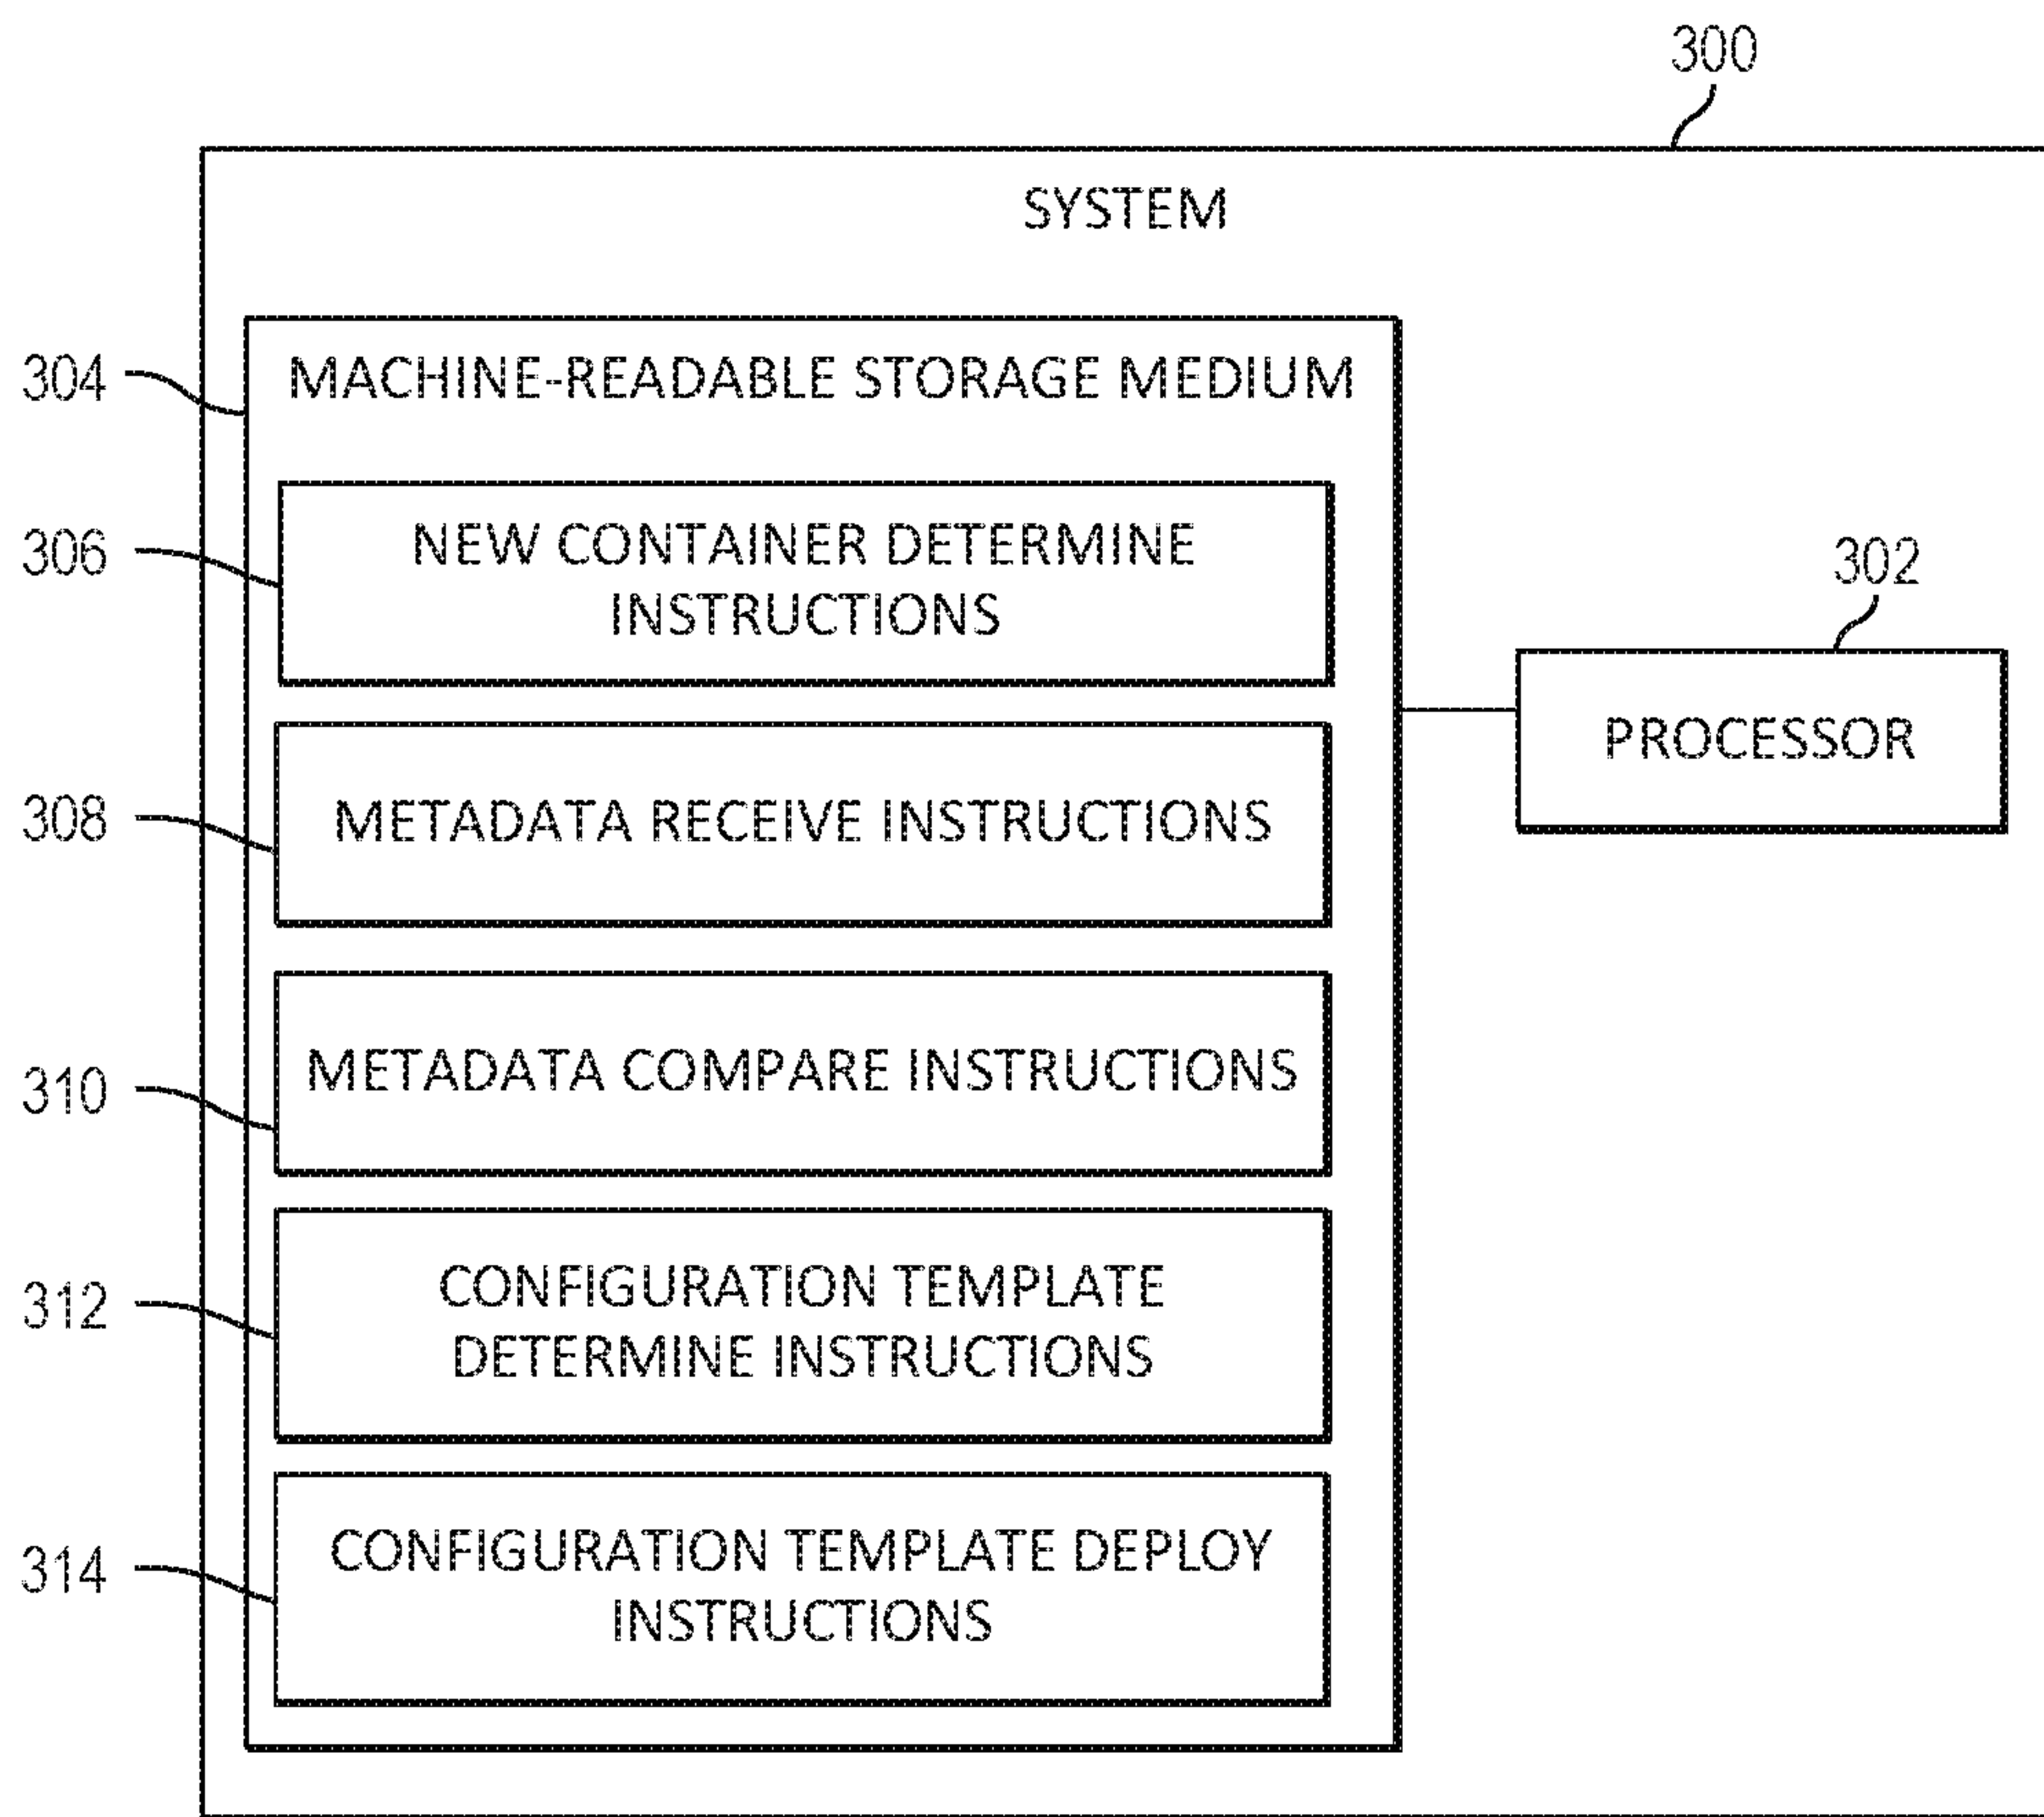 300
SYSTEM
304
MACHINE-READABLE STORAGE MEDIUM
306
NEW CONTAINER DETERMINE
INSTRUCTIONS
302
PROCESSOR
308
METADATA RECEIVE INSTRUCTIONS
310
METADATA COMPARE INSTRUCTIONS
312
CONFIGURATION TEMPLATE
DETERMINE INSTRUCTIONS
314
CONFIGURATION TEMPLATE DEPLOY
INSTRUCTIONS